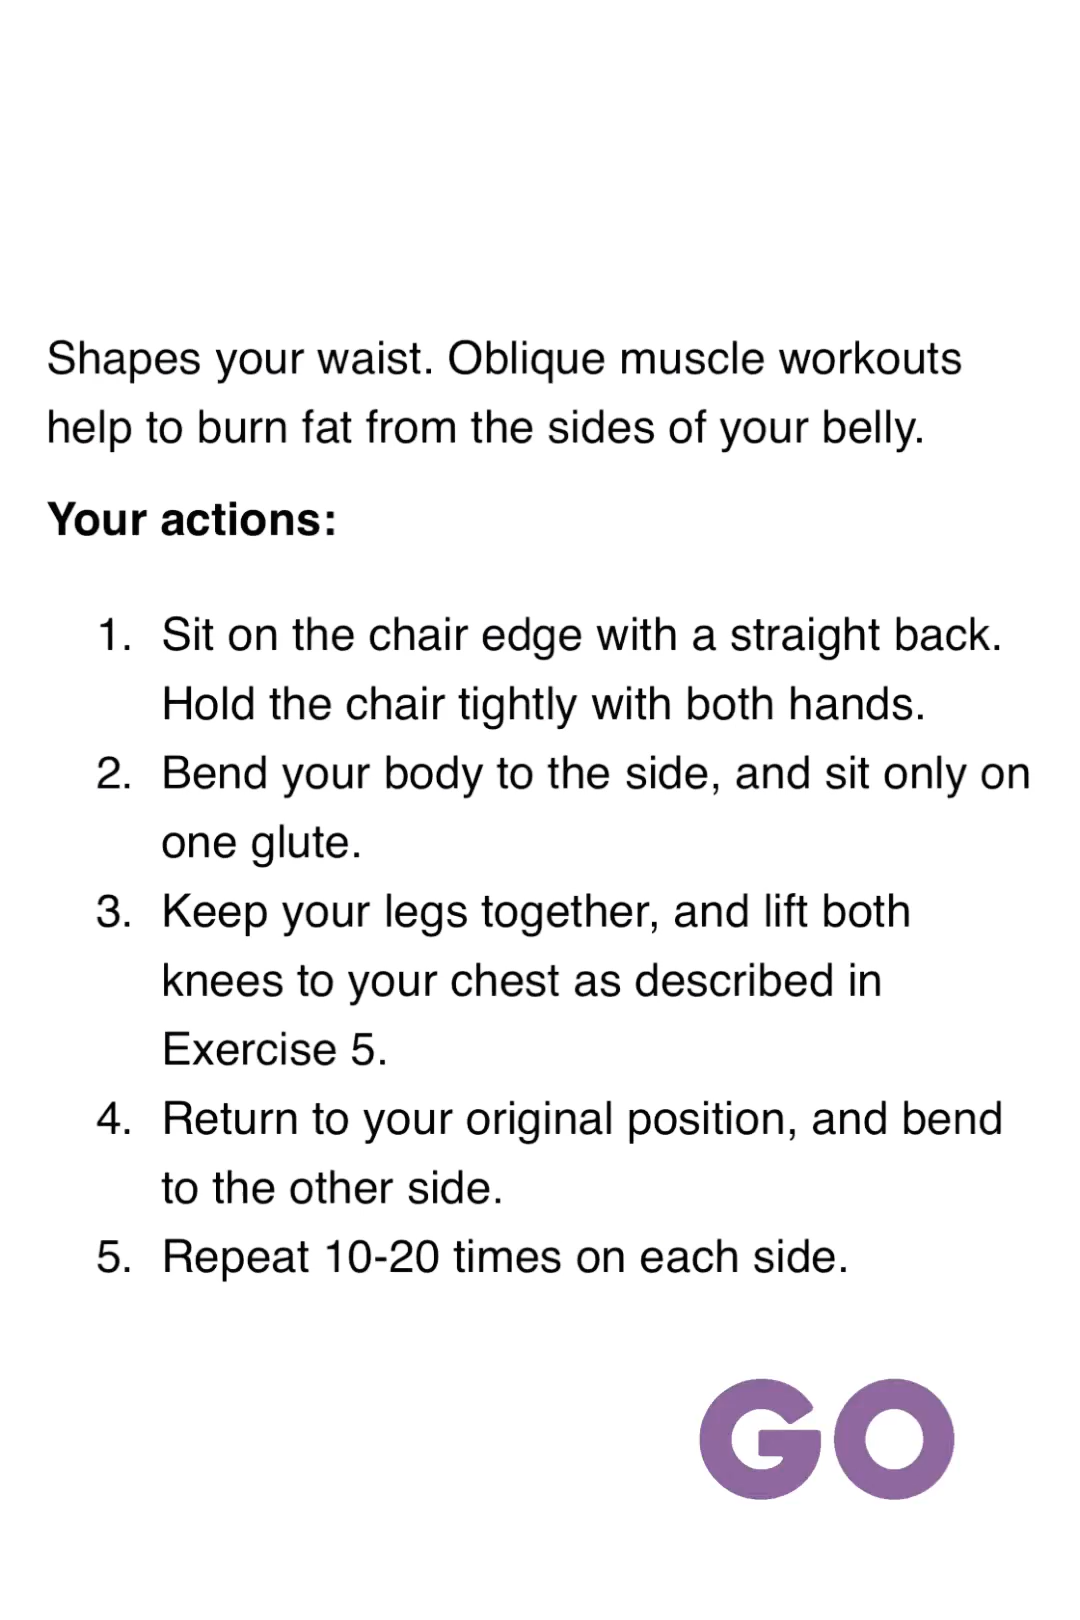 Shapes your waist. Oblique muscle workouts
help to burn fat from the sides of your belly.
Your actions:
1. Sit on the chair edge with a straight back.
Hold the chair tightly with both hands.
2. Bend your body to the side, and sit only on
one glute.
3. Keep your legs together, and lift both
knees to your chest as described in
Exercise 5.
4. Return to your original position, and bend
to the other side.
5. Repeat 10-20 times on each side.
GO